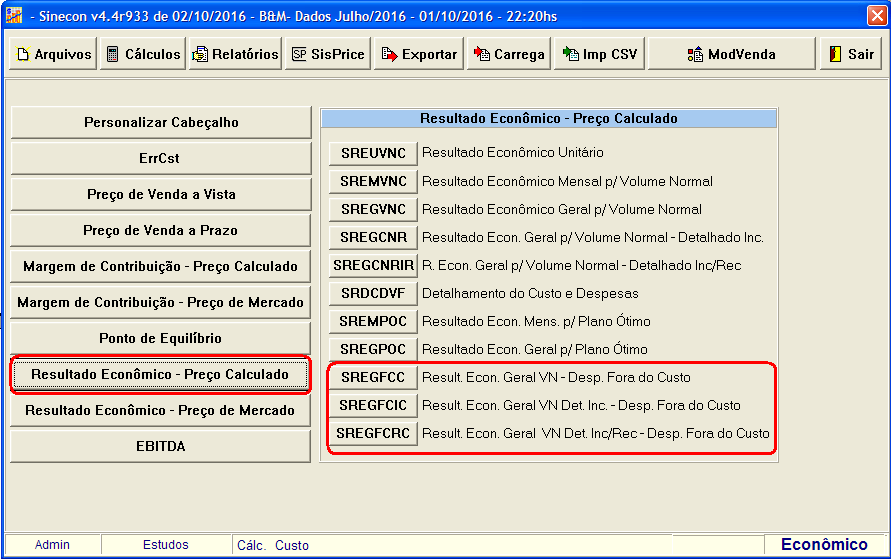 - Sinecon v4.4r933 de 02/10/2016 - B&M- Dados Julho/2016 - 01/10/2016 - 22:20hs
Arquivos Cálculos Relatórios SP SisPrice Exportar Carrega Imp CSV ModVenda Sair
Personalizar Cabeçalho
ErrCst
Preço de Venda a Vista
Preço de Venda a Prazo
Margem de Contribuição - Preço Calculado
Margem de Contribuição - Preço de Mercado
Ponto de Equilíbrio
Resultado Econômico - Preço Calculado
Resultado Econômico - Preço de Mercado
EBITDA
Resultado Econômico - Preço Calculado
SREUVNC Resultado Econômico Unitário
SREMVNC Resultado Econômico Mensal p/ Volume Normal
SREGVNC Resultado Econômico Geral p/ Volume Normal
SREGCNR Resultado Econ. Geral p/ Volume Normal - Detalhado Inc.
SREGCNRIR R. Econ. Geral p/ Volume Normal - Detalhado Inc/Rec
SRDCDVF Detalhamento do Custo e Despesas
SREMPOC Resultado Econ. Mens. p/ Plano Ótimo
SREGPOC Resultado Econ. Geral p/ Plano Ótimo
SREGFCC Result. Econ. Geral VN - Desp. Fora do Custo
SREGFCIC Result. Econ. Geral VN Det. Inc. - Desp. Fora do Custo
SREGFCRC Result. Econ. Geral VN Det. Inc/Rec - Desp. Fora do Custo
Admin Estudos Cálc. Custo Econômico